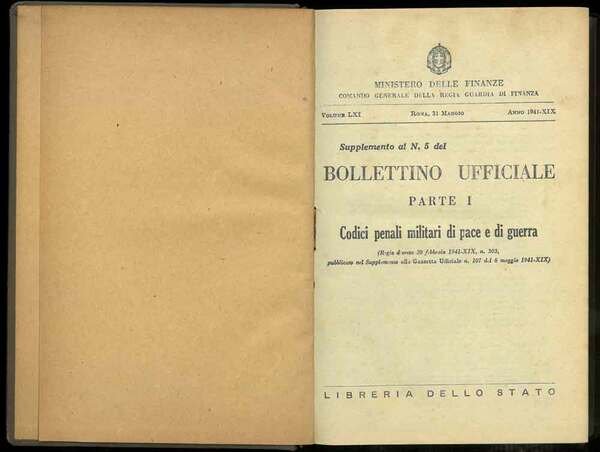 MINISTERO DELLE FINANZE
COMANDO GENERALE DELLA REGIA GUARDIA DI FINANZA
VOLUME LXI ROMA, 31 MAGGIO ANNO 1941-XIX
Supplemento al N. 5 del
BOLLETTINO UFFICIALE
PARTE I
Codici penali militari di pace e di guerra
(Regio decreto 20 febbraio 1941-XIX, n. 303,
pubblicato nel Supplemento alla Gazzetta Ufficiale n. 107 del 6 maggio 1941-XIX)
LIBRERIA DELLO STATO